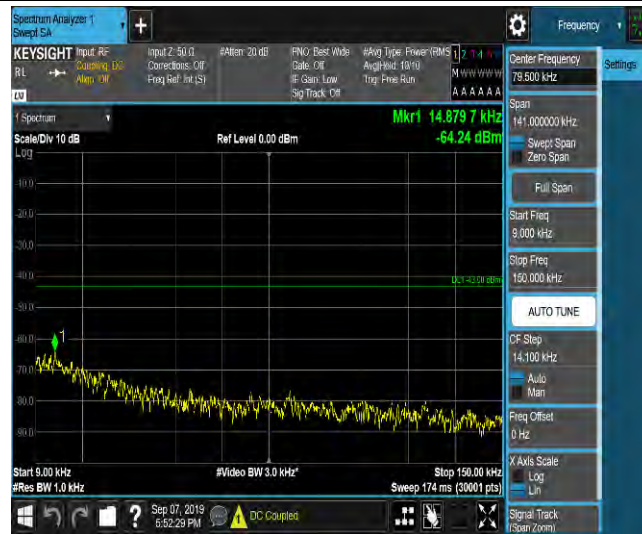 Spectrum Analyzer 1
Swept SA
Frequency
KEYSIGHT
RL
Input: RF
Coupling: DC
Align: Off
Input Z: 50 Ω
Corrections: Off
Freq Ref: Int (S)
#Atten: 20 dB
PNO: Best Wide
Gate: Off
IF Gain: Low
Sig Track: Off
#Avg Type: Power (RMS
Avg|Hold: 10/10
Trig: Free Run
M W W W W W
A A A A A A
LXI
1 Spectrum
Scale/Div 10 dB
Log
Ref Level 0.00 dBm
Mkr1 14.879 7 kHz
-64.24 dBm
-10.0
-20.0
-30.0
-40.0
DL1 -43.00 dBm
-50.0
-60.0
1
-70.0
-80.0
-90.0
Start 9.00 kHz
#Res BW 1.0 kHz
#Video BW 3.0 kHz*
Stop 150.00 kHz
Sweep 174 ms (30001 pts)
Center Frequency
79.500 kHz
Settings
Span
141.000000 kHz
Swept Span
Zero Span
Full Span
Start Freq
9.000 kHz
Stop Freq
150.000 kHz
AUTO TUNE
CF Step
14.100 kHz
Auto
Man
Freq Offset
0 Hz
X Axis Scale
Log
Lin
Signal Track
(Span Zoom)
?
Sep 07, 2019
5:52:29 PM
DC Coupled